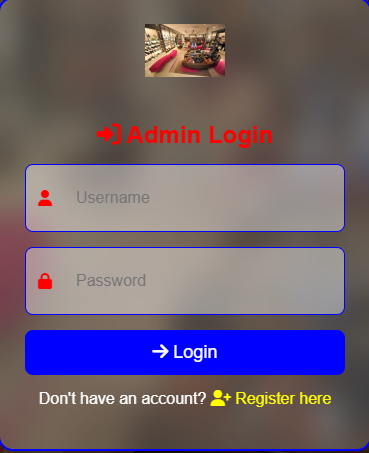 Admin Login
Username
Password
Login
Don't have an account? Register here